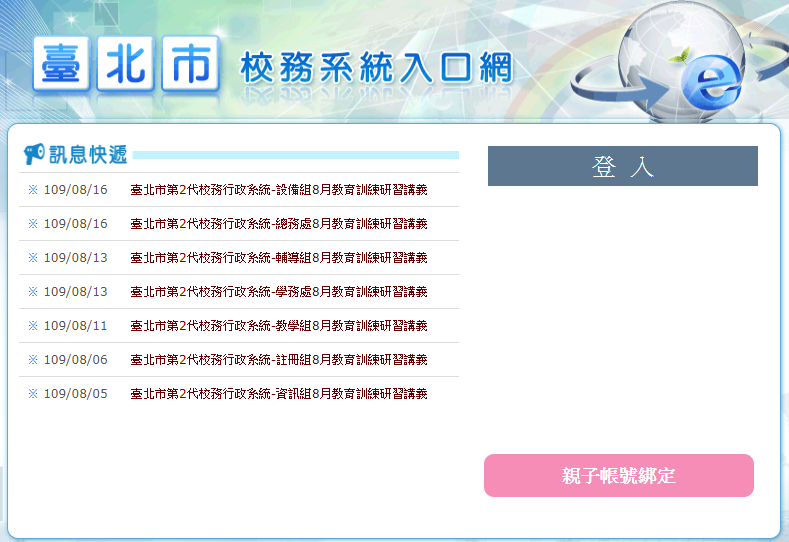 臺北市 校務系統入口網
訊息快遞
※ 109/08/16 臺北市第2代校務行政系統-設備組8月教育訓練研習講義
※ 109/08/16 臺北市第2代校務行政系統-總務處8月教育訓練研習講義
※ 109/08/13 臺北市第2代校務行政系統-輔導組8月教育訓練研習講義
※ 109/08/13 臺北市第2代校務行政系統-學務處8月教育訓練研習講義
※ 109/08/11 臺北市第2代校務行政系統-教學組8月教育訓練研習講義
※ 109/08/06 臺北市第2代校務行政系統-註冊組8月教育訓練研習講義
※ 109/08/05 臺北市第2代校務行政系統-資訊組8月教育訓練研習講義
登 入
親子帳號綁定